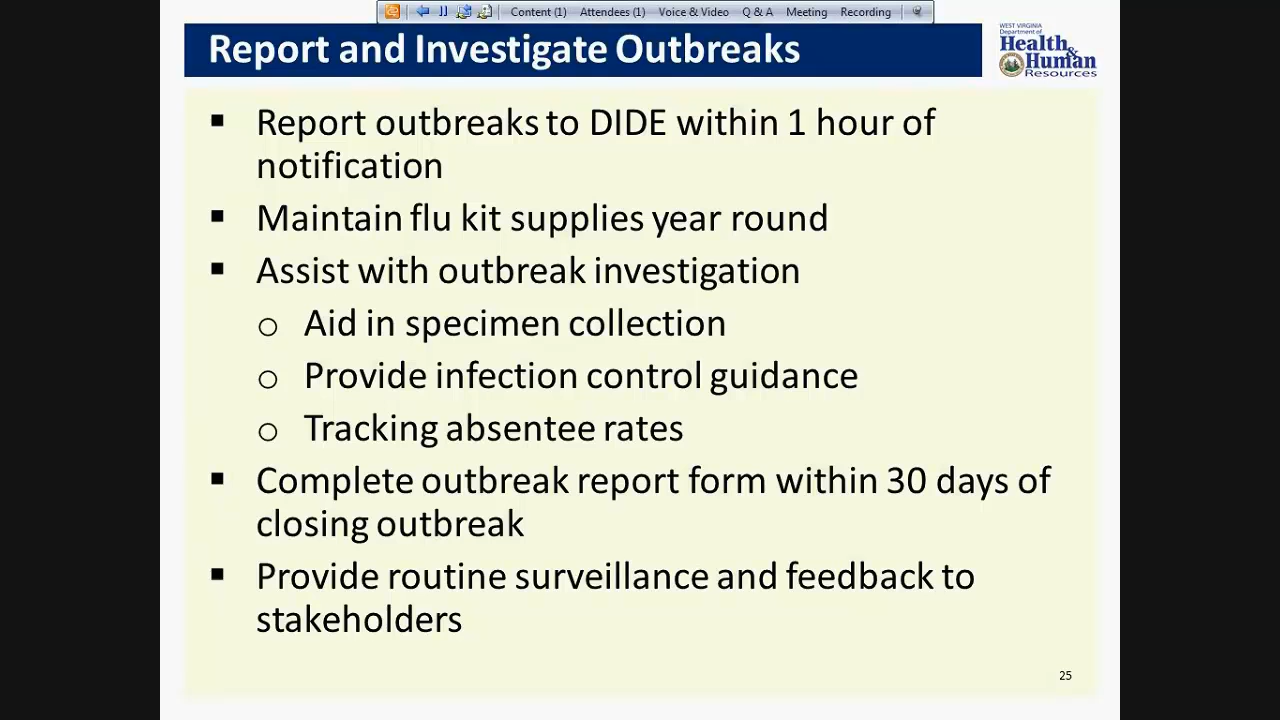 Content (1) Attendees (1) Voice & Video Q & A Meeting Recording
Report and Investigate Outbreaks
WEST VIRGINIA
Department of
Health &
Human
Resources
▪ Report outbreaks to DIDE within 1 hour of
notification
▪ Maintain flu kit supplies year round
▪ Assist with outbreak investigation
o Aid in specimen collection
o Provide infection control guidance
o Tracking absentee rates
▪ Complete outbreak report form within 30 days of
closing outbreak
▪ Provide routine surveillance and feedback to
stakeholders
25